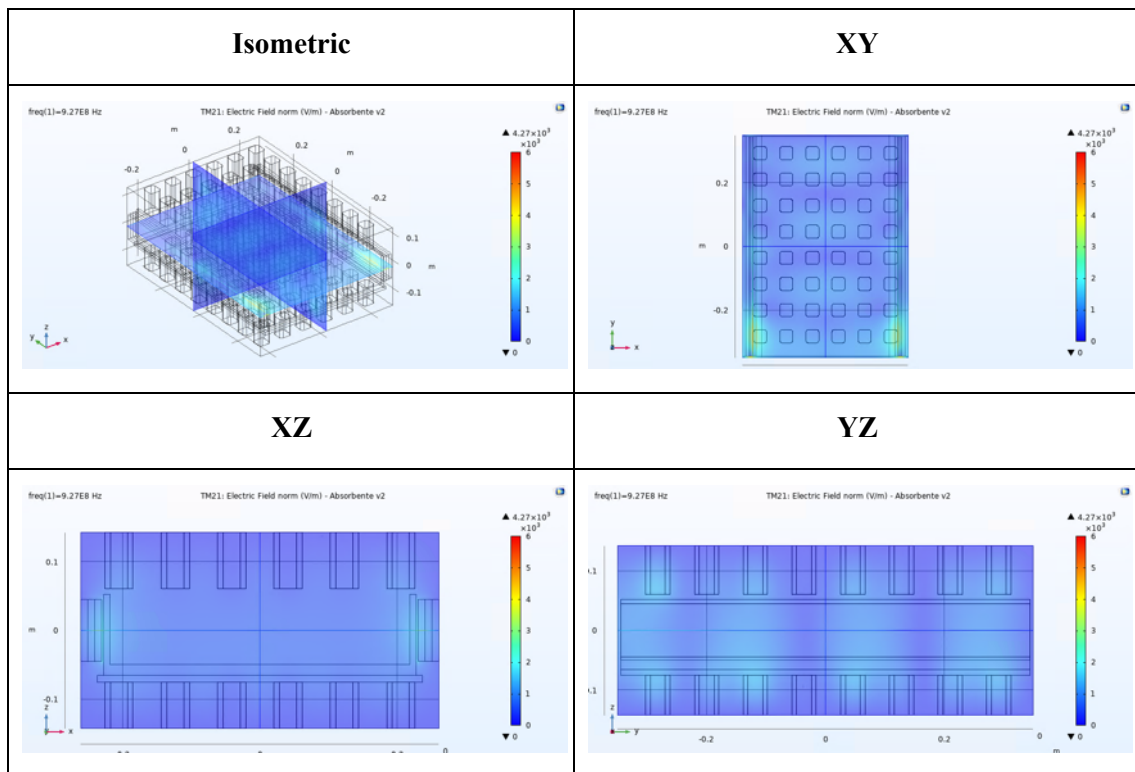 Isometric
XY
freq(1)=9.27E8 Hz
TM21: Electric Field norm (V/m) - Absorbente v2
m
0.2
0
-0.2
m
0.2
0
-0.2
0.1
0
-0.1
m
y z x
▲ 4.27×10³
×10³
6
5
4
3
2
1
0
▼ 0
freq(1)=9.27E8 Hz
TM21: Electric Field norm (V/m) - Absorbente v2
0.2
m 0
-0.2
y
z x
▲ 4.27×10³
×10³
6
5
4
3
2
1
0
▼ 0
XZ
YZ
freq(1)=9.27E8 Hz
TM21: Electric Field norm (V/m) - Absorbente v2
0.1
m 0
-0.1
z
y x
0
▲ 4.27×10³
×10³
6
5
4
3
2
1
0
▼ 0
freq(1)=9.27E8 Hz
TM21: Electric Field norm (V/m) - Absorbente v2
0
z
y
-0.2 0 0.2
0
m
▲ 4.27×10³
×10³
6
5
4
3
2
1
0
▼ 0